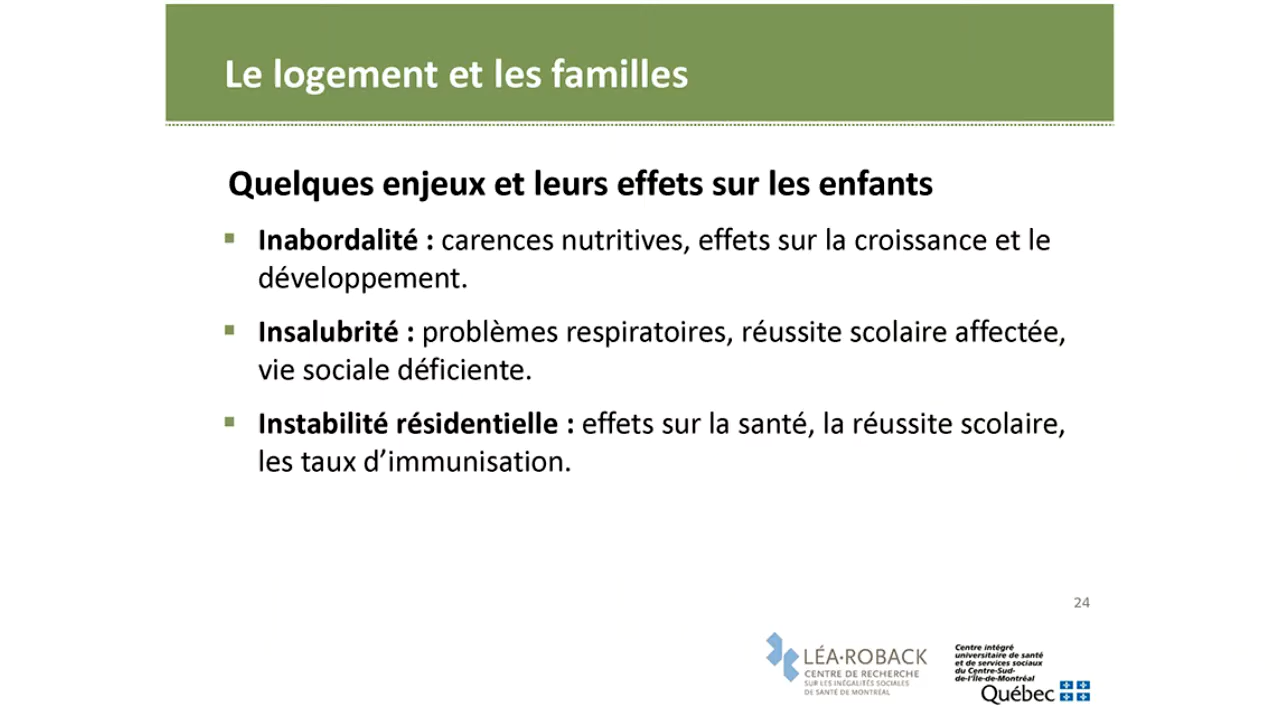 Le logement et les familles
Quelques enjeux et leurs effets sur les enfants
Inabordalité : carences nutritives, effets sur la croissance et le
développement.
Insalubrité : problèmes respiratoires, réussite scolaire affectée,
vie sociale déficiente.
Instabilité résidentielle : effets sur la santé, la réussite scolaire,
les taux d’immunisation.
24
LÉA·ROBACK
CENTRE DE RECHERCHE
SUR LES INÉGALITÉS SOCIALES
DE SANTÉ DE MONTRÉAL
Centre intégré
universitaire de santé
et de services sociaux
du Centre-Sud-
de-l’Île-de-Montréal
Québec